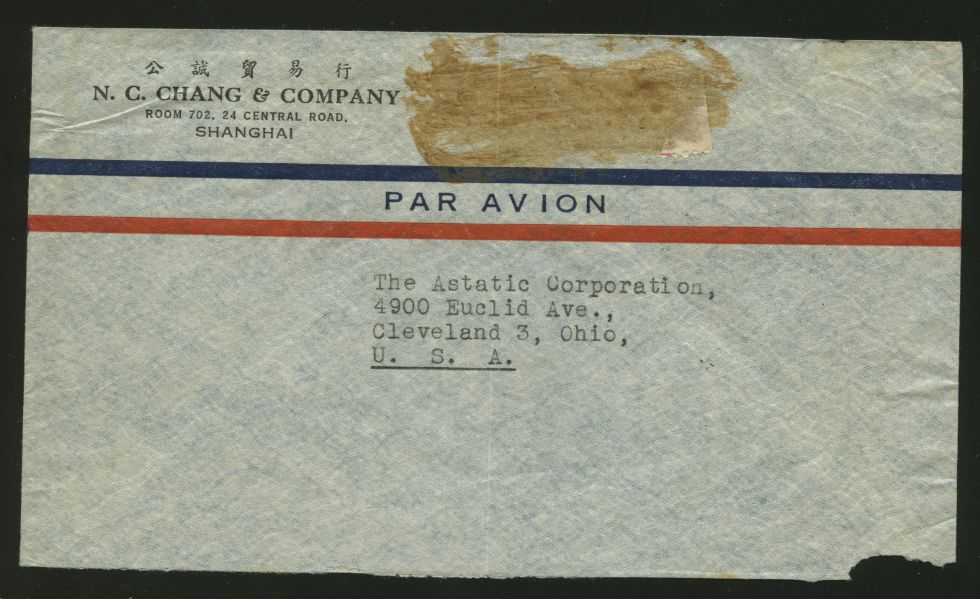 公誠貿易行
N. C. CHANG & COMPANY
ROOM 702, 24 CENTRAL ROAD,
SHANGHAI
PAR AVION
The Astatic Corporation,
4900 Euclid Ave.,
Cleveland 3, Ohio,
U. S. A.